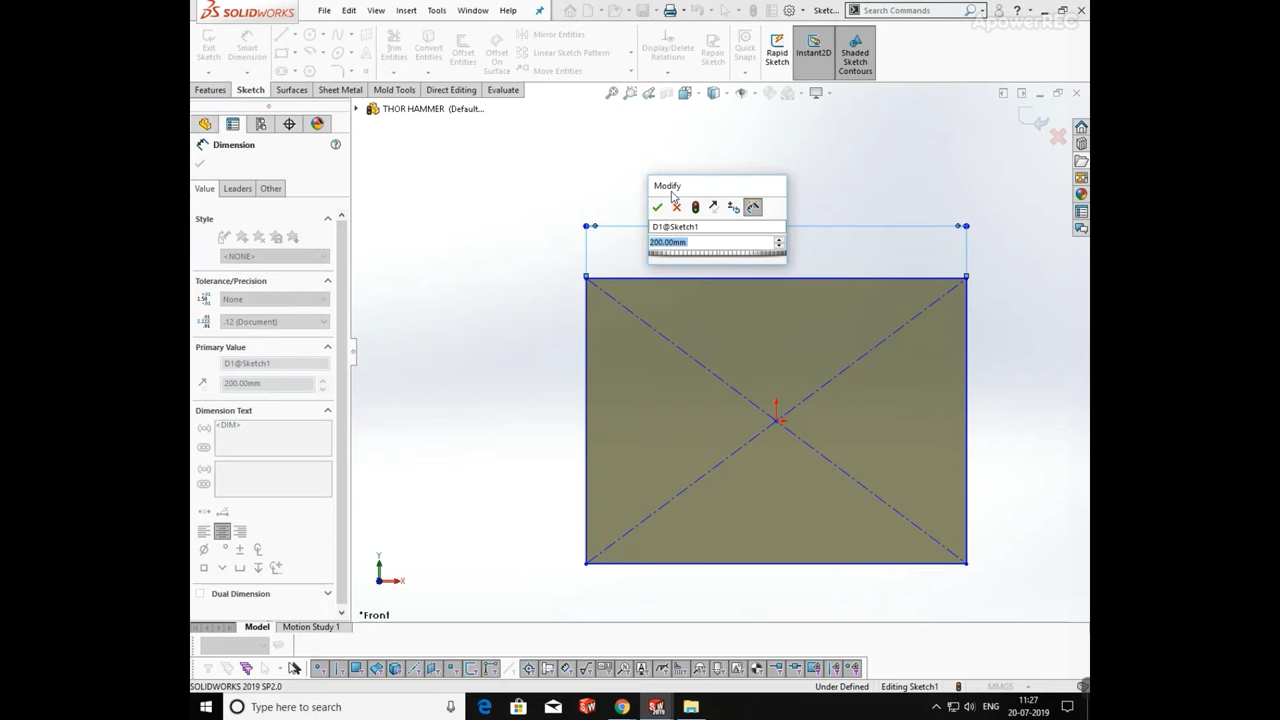 SOLIDWORKS File Edit View Insert Tools Window Help Sketc... Search Commands ?
ApowerREC
Exit Sketch Smart Dimension Trim Entities Convert Entities Offset Entities Offset On Surface Mirror Entities Linear Sketch Pattern Move Entities Display/Delete Relations Repair Sketch Quick Snaps Rapid Sketch Instant2D Shaded Sketch Contours
Features Sketch Surfaces Sheet Metal Mold Tools Direct Editing Evaluate
THOR HAMMER (Default...
Dimension
Value Leaders Other
Style
<NONE>
Tolerance/Precision
None
.12 (Document)
Primary Value
D1@Sketch1
200.00mm
Dimension Text
<DIM>
Dual Dimension
Modify
D1@Sketch1
200.00mm
Y
X
*Front
Model Motion Study 1
SOLIDWORKS 2019 SP2.0 Under Defined Editing Sketch1 MMGS
Type here to search ENG 11:27
20-07-2019